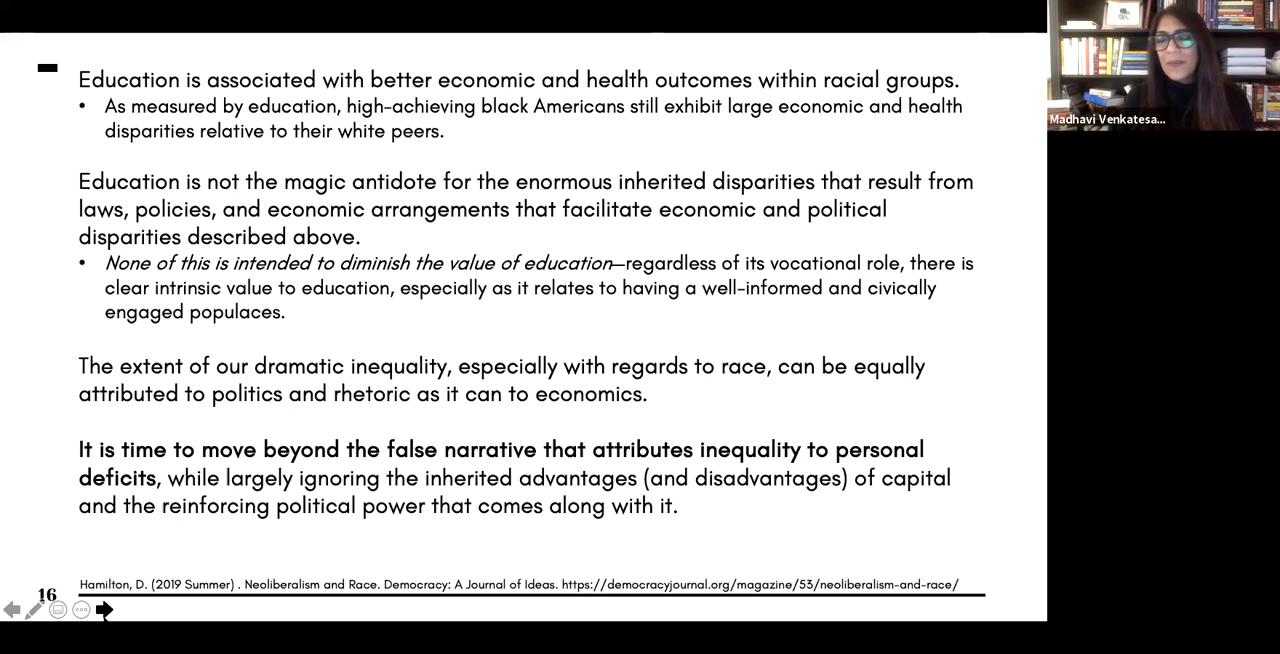 Education is associated with better economic and health outcomes within racial groups.
• As measured by education, high-achieving black Americans still exhibit large economic and health
disparities relative to their white peers.
Education is not the magic antidote for the enormous inherited disparities that result from
laws, policies, and economic arrangements that facilitate economic and political
disparities described above.
• None of this is intended to diminish the value of education—regardless of its vocational role, there is
clear intrinsic value to education, especially as it relates to having a well-informed and civically
engaged populaces.
The extent of our dramatic inequality, especially with regards to race, can be equally
attributed to politics and rhetoric as it can to economics.
It is time to move beyond the false narrative that attributes inequality to personal
deficits, while largely ignoring the inherited advantages (and disadvantages) of capital
and the reinforcing political power that comes along with it.
Hamilton, D. (2019 Summer) . Neoliberalism and Race. Democracy: A Journal of Ideas. https://democracyjournal.org/magazine/53/neoliberalism-and-race/
16
Madhavi Venkatesa...